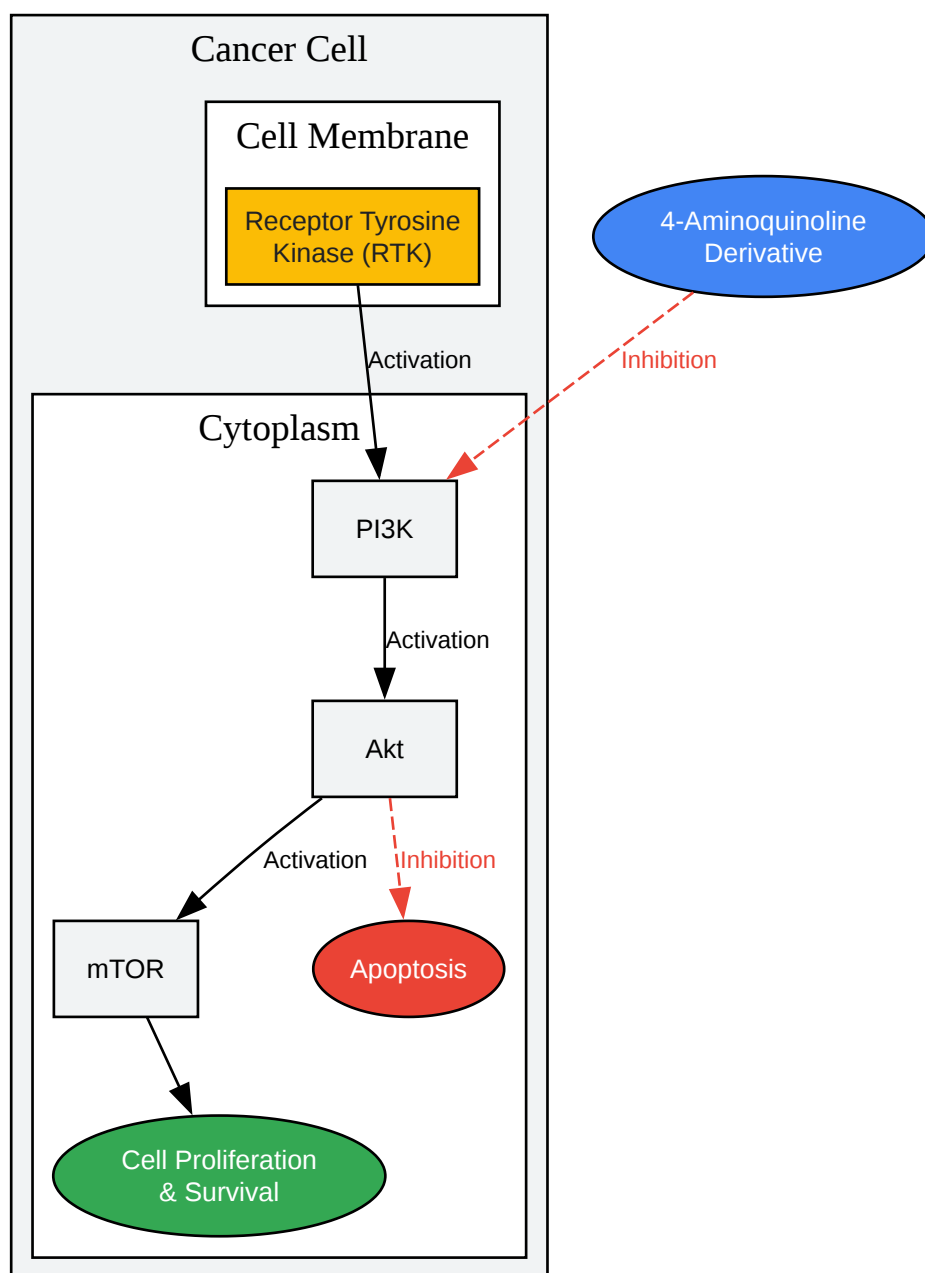 Cancer Cell
Cell Membrane
Receptor Tyrosine
Kinase (RTK)
4-Aminoquinoline
Derivative
Activation
Inhibition
Cytoplasm
PI3K
Activation
Akt
Activation
Inhibition
mTOR
Apoptosis
Cell Proliferation
& Survival